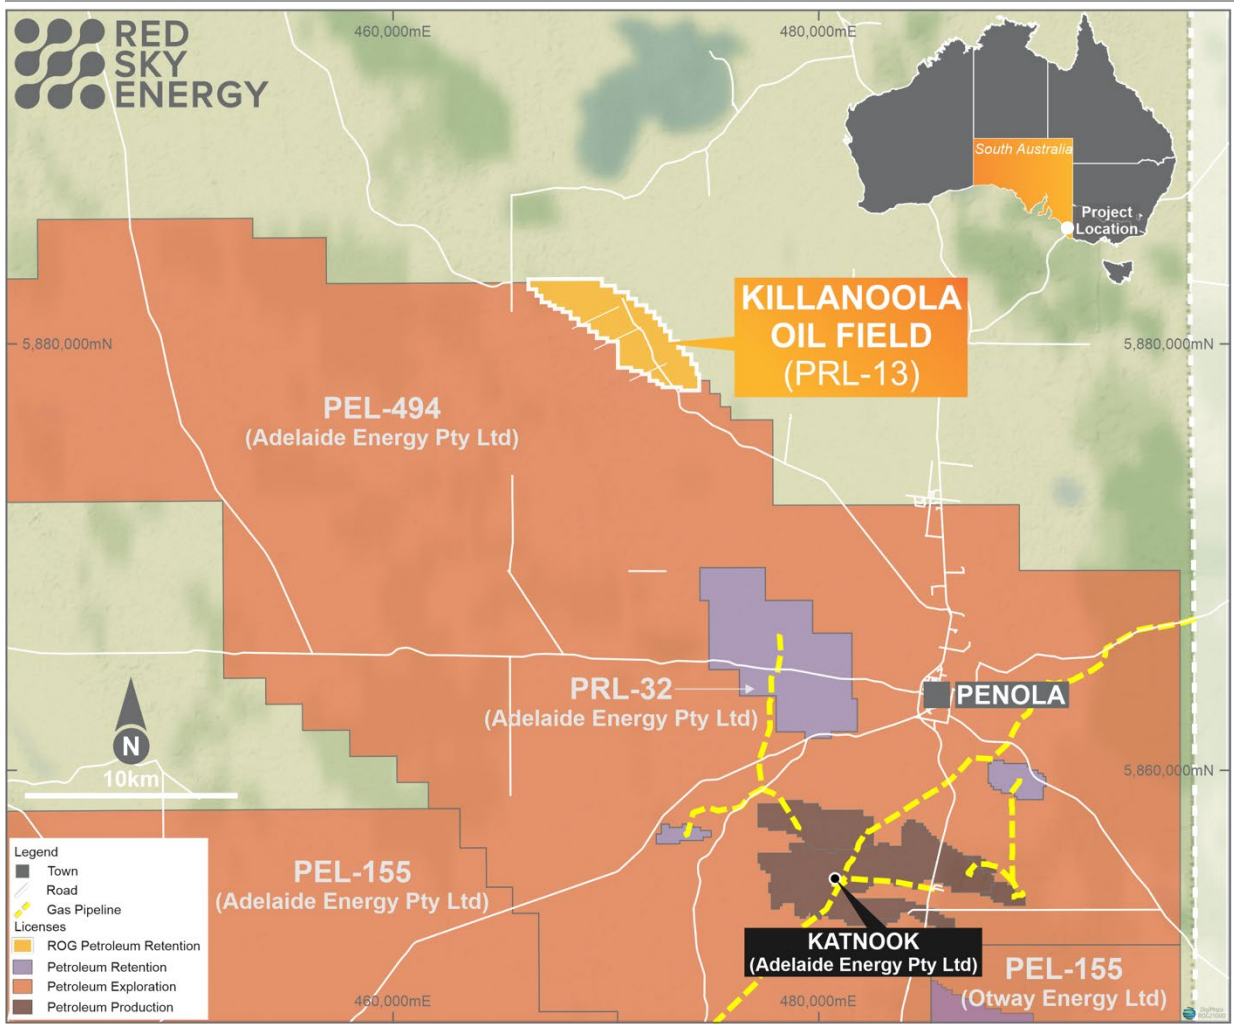 RED
SKY
ENERGY
460,000mE
480,000mE
South Australia
Project
Location
KILLANOOLA
OIL FIELD
(PRL-13)
5,880,000mN
5,880,000mN
PEL-494
(Adelaide Energy Pty Ltd)
PRL-32
(Adelaide Energy Pty Ltd)
PENOLA
N
10km
5,860,000mN
PEL-155
(Adelaide Energy Pty Ltd)
KATNOOK
(Adelaide Energy Pty Ltd)
PEL-155
(Otway Energy Ltd)
460,000mE
480,000mE
Legend
Town
Road
Gas Pipeline
Licenses
ROG Petroleum Retention
Petroleum Retention
Petroleum Exploration
Petroleum Production